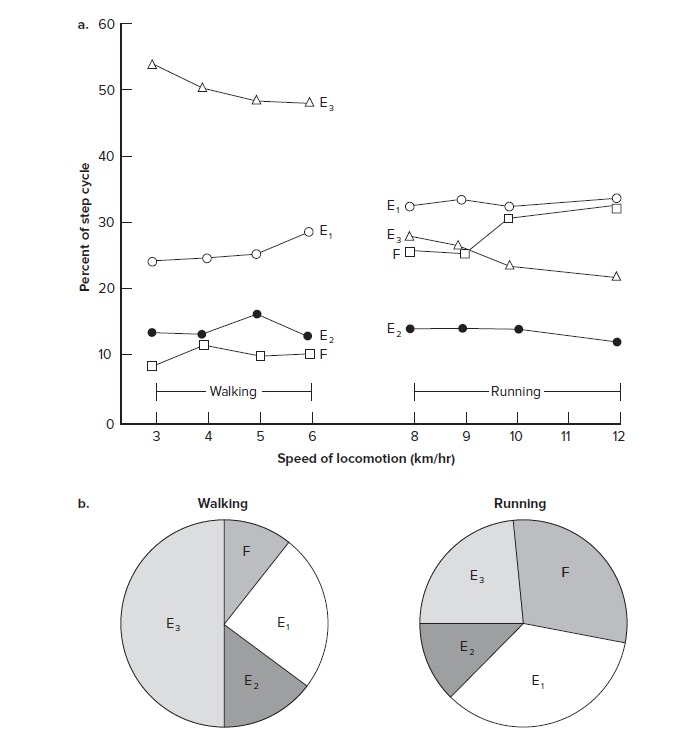 a.
60
50
40
30
20
10
0
Percent of step cycle
E₃
E₁
E₂
F
E₁
E₃
F
E₂
Walking
Running
3 4 5 6 8 9 10 11 12
Speed of locomotion (km/hr)
b.
Walking
Running
F
E₁
E₂
E₃
F
E₁
E₂
E₃